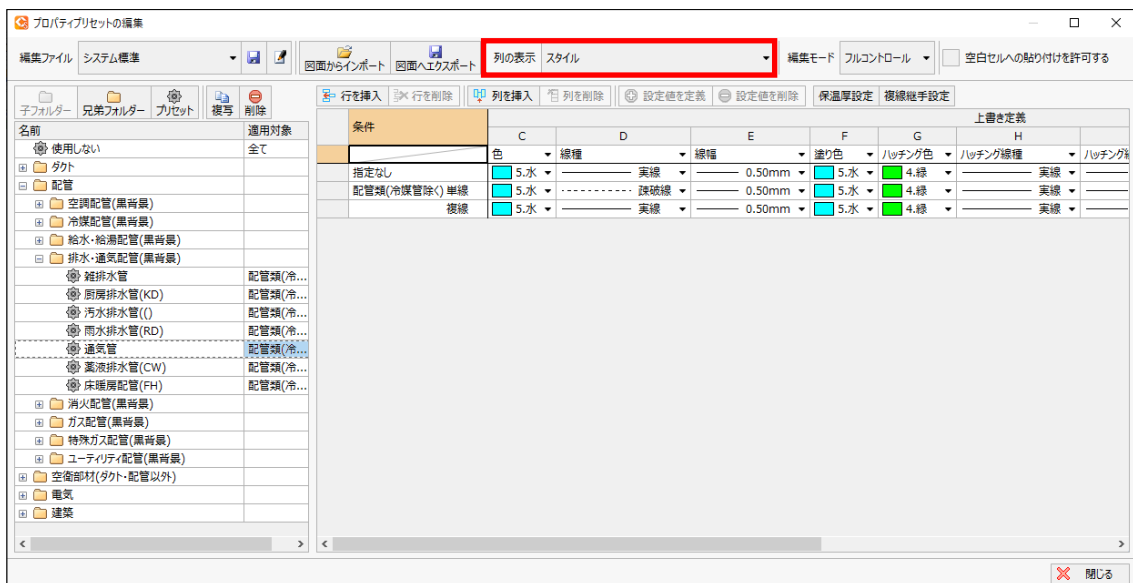 プロパティプリセットの編集
編集ファイル システム標準 図面からインポート 図面へエクスポート 列の表示 スタイル 編集モード フルコントロール 空白セルへの貼り付けを許可する
子フォルダー 兄弟フォルダー プリセット 複写 削除 行を挿入 行を削除 列を挿入 列を削除 設定値を定義 設定値を削除 保温厚設定 複線継手設定
名前 適用対象 条件 上書き定義
C D E F G H
使用しない 全て 色 線種 線幅 塗り色 ハッチング色 ハッチング線種
ダクト 指定なし 5.水 実線 0.50mm 5.水 4.緑 実線
配管 配管類(冷媒管除く) 単線 5.水 疎破線 0.50mm 5.水 4.緑 実線
空調配管(黒背景) 複線 5.水 実線 0.50mm 5.水 4.緑 実線
冷媒配管(黒背景)
給水・給湯配管(黒背景)
排水・通気配管(黒背景)
雑排水管 配管類(冷...
厨房排水管(KD) 配管類(冷...
汚水排水管(() 配管類(冷...
雨水排水管(RD) 配管類(冷...
通気管 配管類(冷...
薬液排水管(CW) 配管類(冷...
床暖房配管(FH) 配管類(冷...
消火配管(黒背景)
ガス配管(黒背景)
特殊ガス配管(黒背景)
ユーティリティ配管(黒背景)
空衛部材(ダクト・配管以外)
電気
建築
閉じる